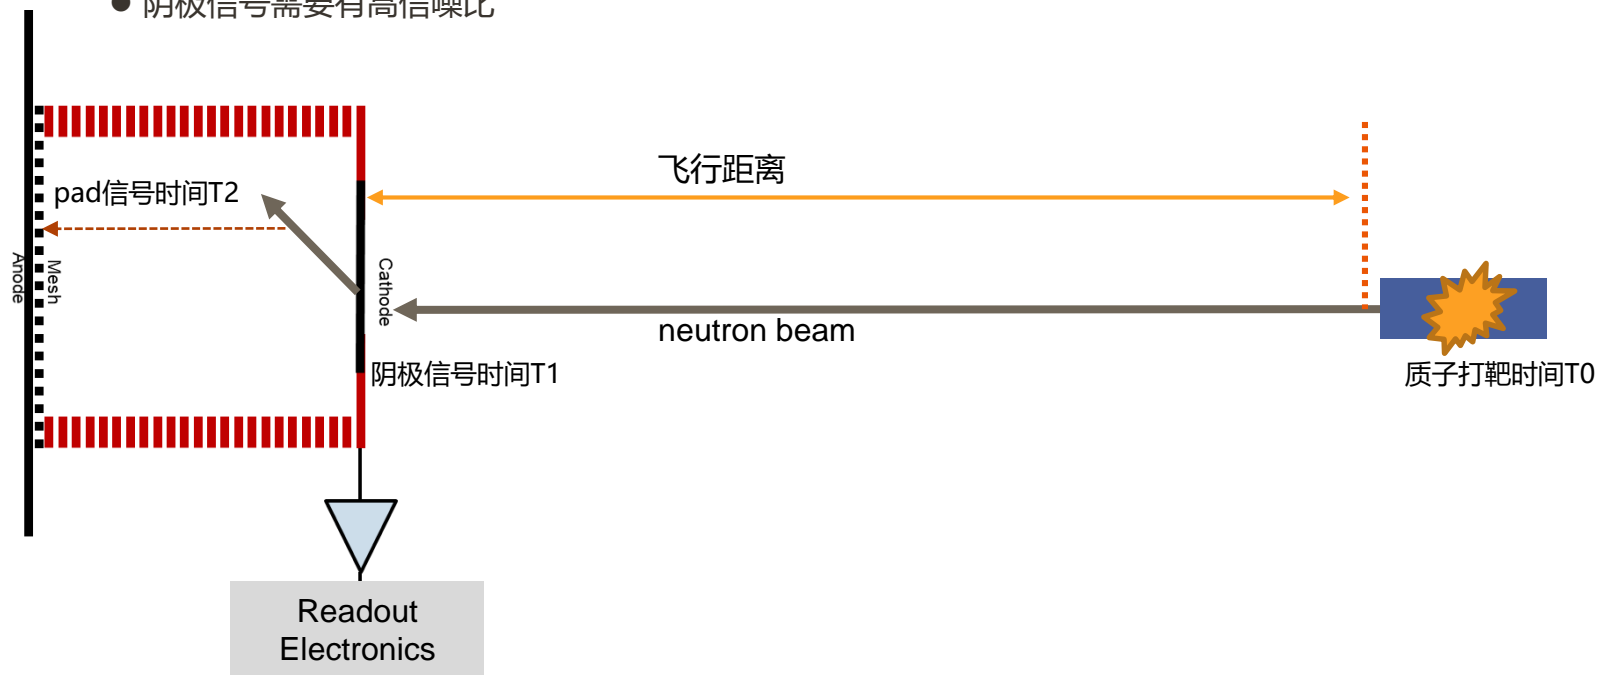 ● 阴极信号需要有高信噪比
飞行距离
pad信号时间T2
Anode
Mesh
Cathode
neutron beam
阴极信号时间T1
质子打靶时间T0
Readout
Electronics